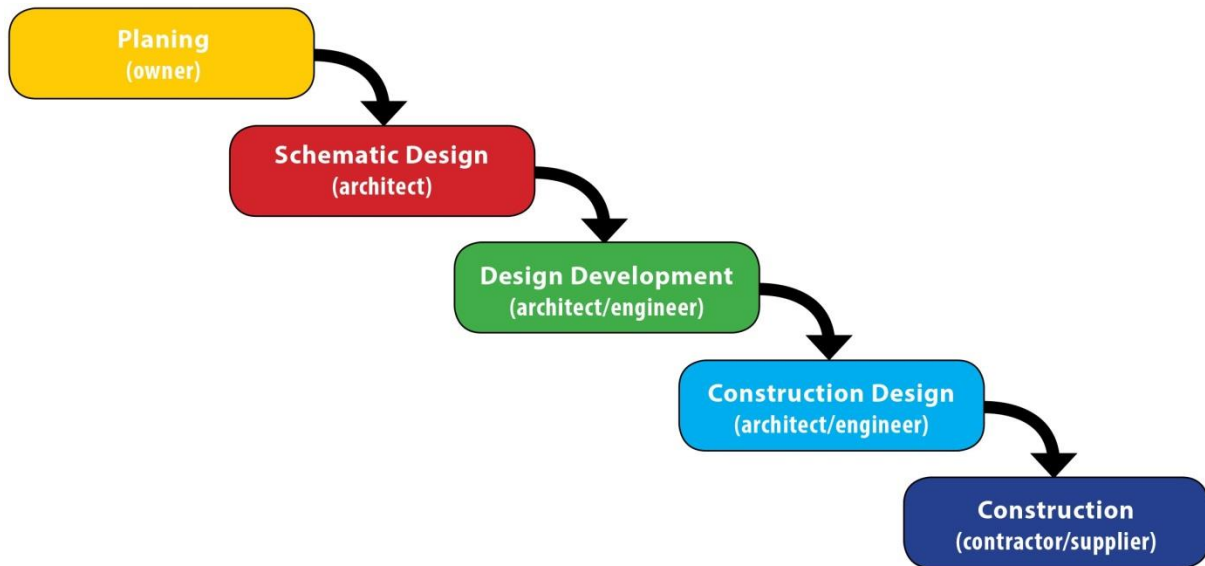 Planing
(owner)
Schematic Design
(architect)
Design Development
(architect/engineer)
Construction Design
(architect/engineer)
Construction
(contractor/supplier)